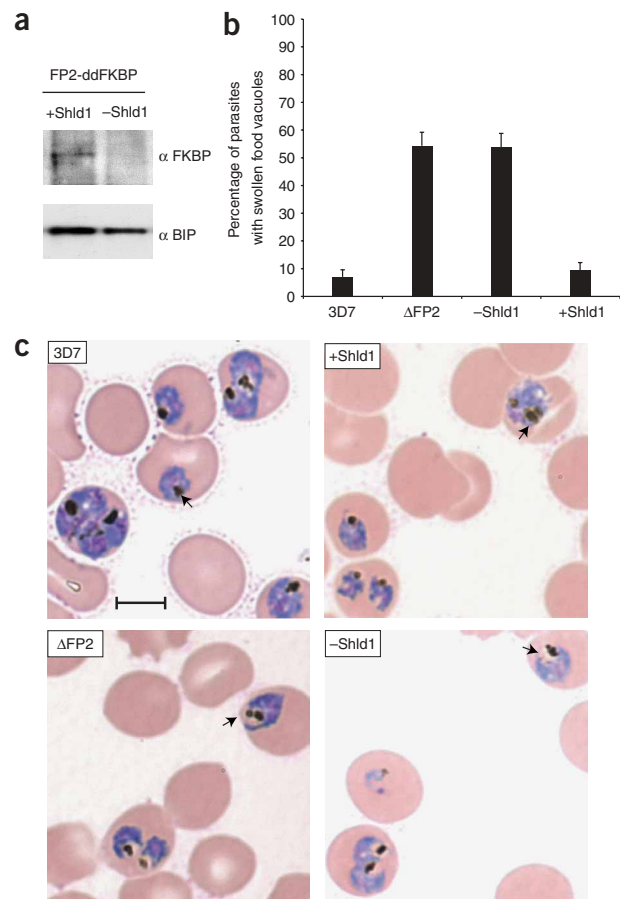 a
FP2-ddFKBP
+Shld1 –Shld1
α FKBP
α BIP
b
Percentage of parasites
with swollen food vacuoles
100
90
80
70
60
50
40
30
20
10
0
3D7 ΔFP2 –Shld1 +Shld1
c
3D7
+Shld1
ΔFP2
–Shld1